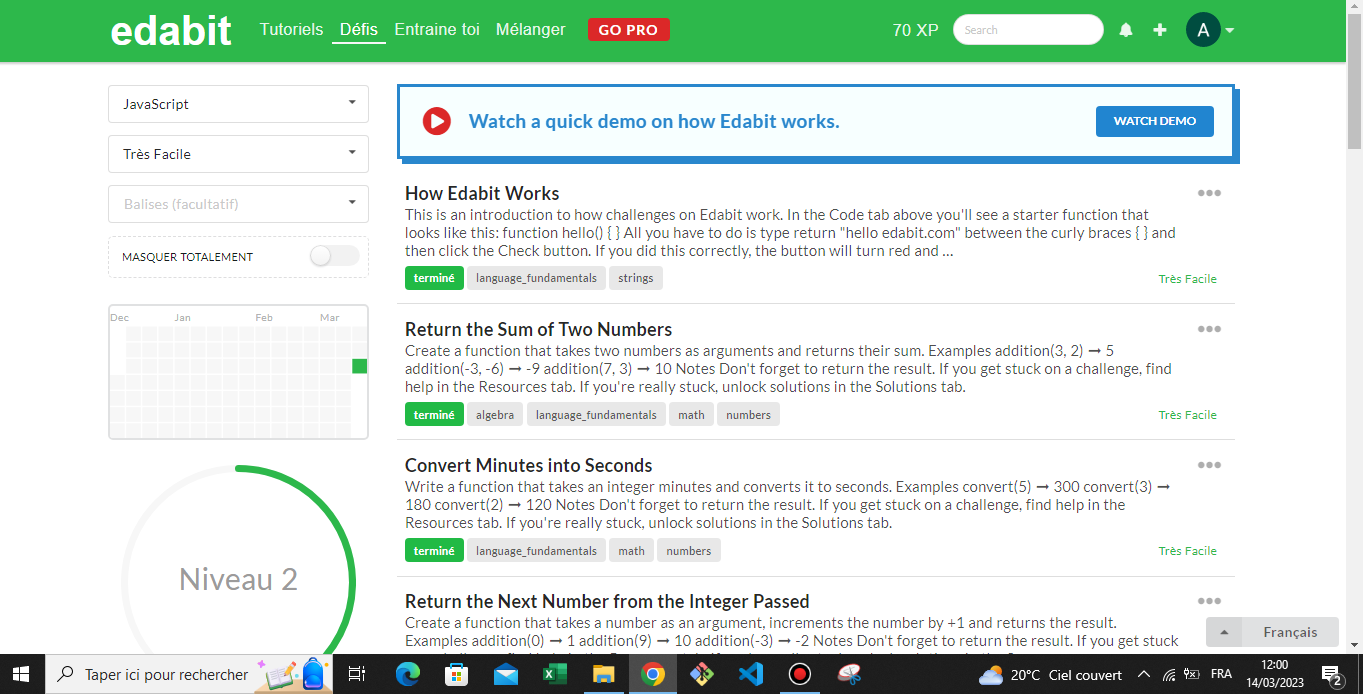 edabit
Tutoriels Défis Entraine toi Mélanger GO PRO 70 XP Search A
JavaScript
Très Facile
Balises (facultatif)
MASQUER TOTALEMENT
Dec Jan Feb Mar
Niveau 2
Watch a quick demo on how Edabit works. WATCH DEMO
How Edabit Works
This is an introduction to how challenges on Edabit work. In the Code tab above you'll see a starter function that
looks like this: function hello() { } All you have to do is type return "hello edabit.com" between the curly braces { } and
then click the Check button. If you did this correctly, the button will turn red and ...
terminé language_fundamentals strings Très Facile
Return the Sum of Two Numbers
Create a function that takes two numbers as arguments and returns their sum. Examples addition(3, 2) ➞ 5
addition(-3, -6) ➞ -9 addition(7, 3) ➞ 10 Notes Don't forget to return the result. If you get stuck on a challenge, find
help in the Resources tab. If you're really stuck, unlock solutions in the Solutions tab.
terminé algebra language_fundamentals math numbers Très Facile
Convert Minutes into Seconds
Write a function that takes an integer minutes and converts it to seconds. Examples convert(5) ➞ 300 convert(3) ➞
180 convert(2) ➞ 120 Notes Don't forget to return the result. If you get stuck on a challenge, find help in the
Resources tab. If you're really stuck, unlock solutions in the Solutions tab.
terminé language_fundamentals math numbers Très Facile
Return the Next Number from the Integer Passed
Create a function that takes a number as an argument, increments the number by +1 and returns the result.
Examples addition(0) ➞ 1 addition(9) ➞ 10 addition(-3) ➞ -2 Notes Don't forget to return the result. If you get stuck
Français
Taper ici pour rechercher 20°C Ciel couvert FRA 12:00
14/03/2023 2